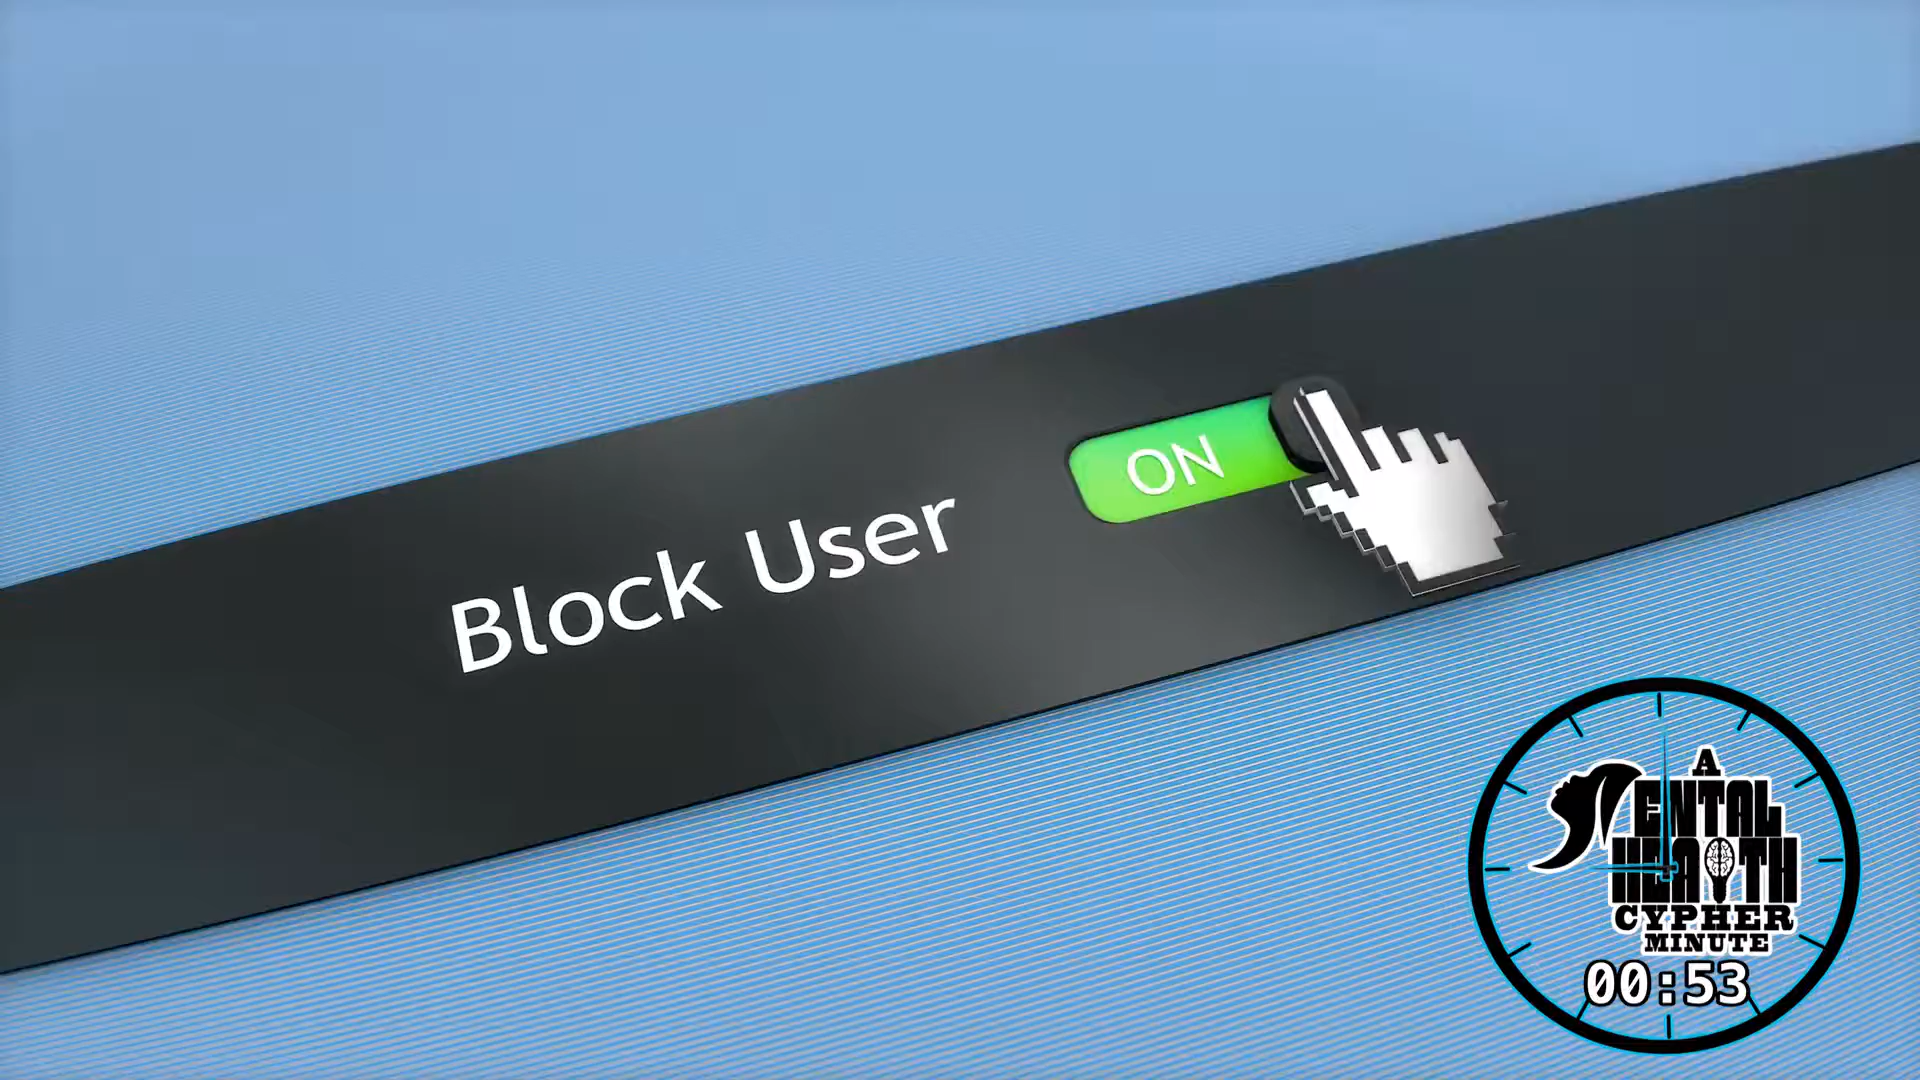 Block User
ON
A
MENTAL
HEALTH
CYPHER
MINUTE
00:53